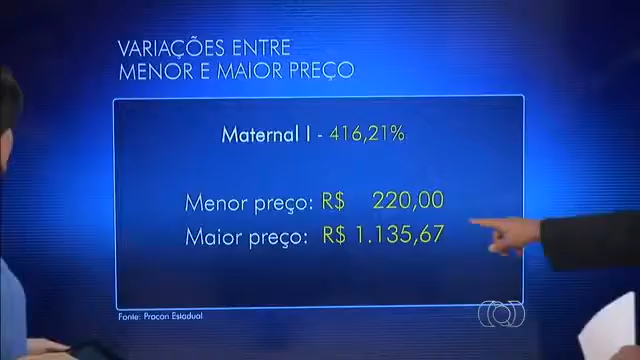 VARIAÇÕES ENTRE
MENOR E MAIOR PREÇO
Maternal I - 416,21%
Menor preço: R$ 220,00
Maior preço: R$ 1.135,67
Fonte: Procon Estadual